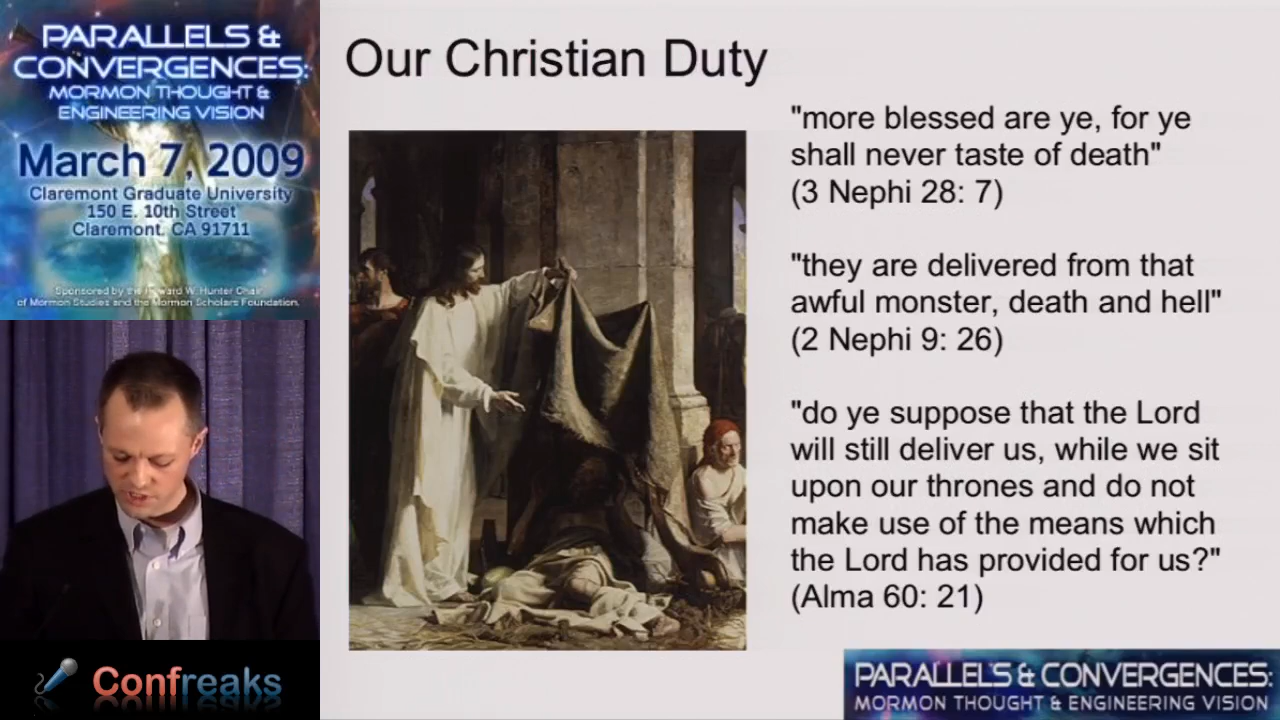 PARALLELS &
CONVERGENCES:
MORMON THOUGHT &
ENGINEERING VISION
March 7, 2009
Claremont Graduate University
150 E. 10th Street
Claremont, CA 91711
Sponsored by the Howard W. Hunter Chair
of Mormon Studies and the Mormon Scholars Foundation.
Confreaks
Our Christian Duty
"more blessed are ye, for ye
shall never taste of death"
(3 Nephi 28: 7)
"they are delivered from that
awful monster, death and hell"
(2 Nephi 9: 26)
"do ye suppose that the Lord
will still deliver us, while we sit
upon our thrones and do not
make use of the means which
the Lord has provided for us?"
(Alma 60: 21)
PARALLELS & CONVERGENCES:
MORMON THOUGHT & ENGINEERING VISION